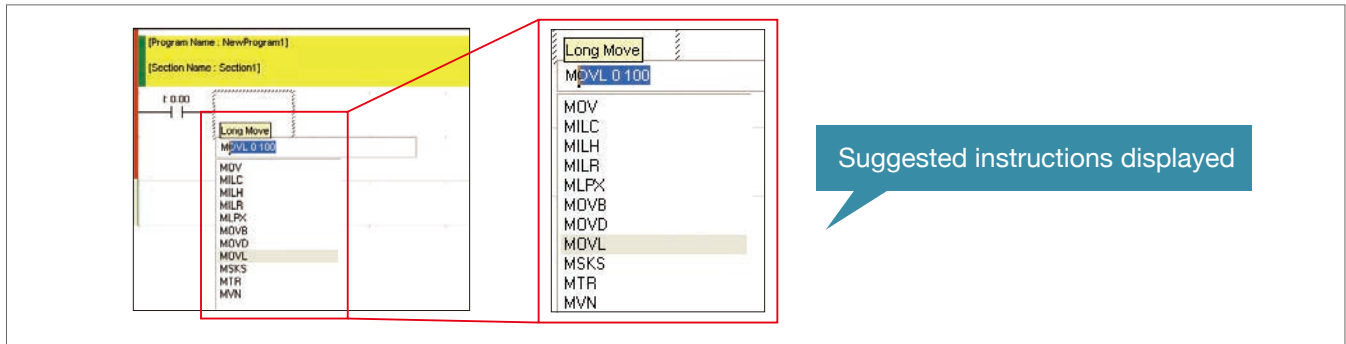 [Program Name : NewProgram1]
[Section Name : Section1]
I: 0.00
Long Move
MOVL 0 100
MOV
MILC
MILH
MILR
MLPX
MOVB
MOVD
MOVL
MSKS
MTR
MVN
Long Move
MOVL 0 100
MOV
MILC
MILH
MILR
MLPX
MOVB
MOVD
MOVL
MSKS
MTR
MVN
Suggested instructions displayed